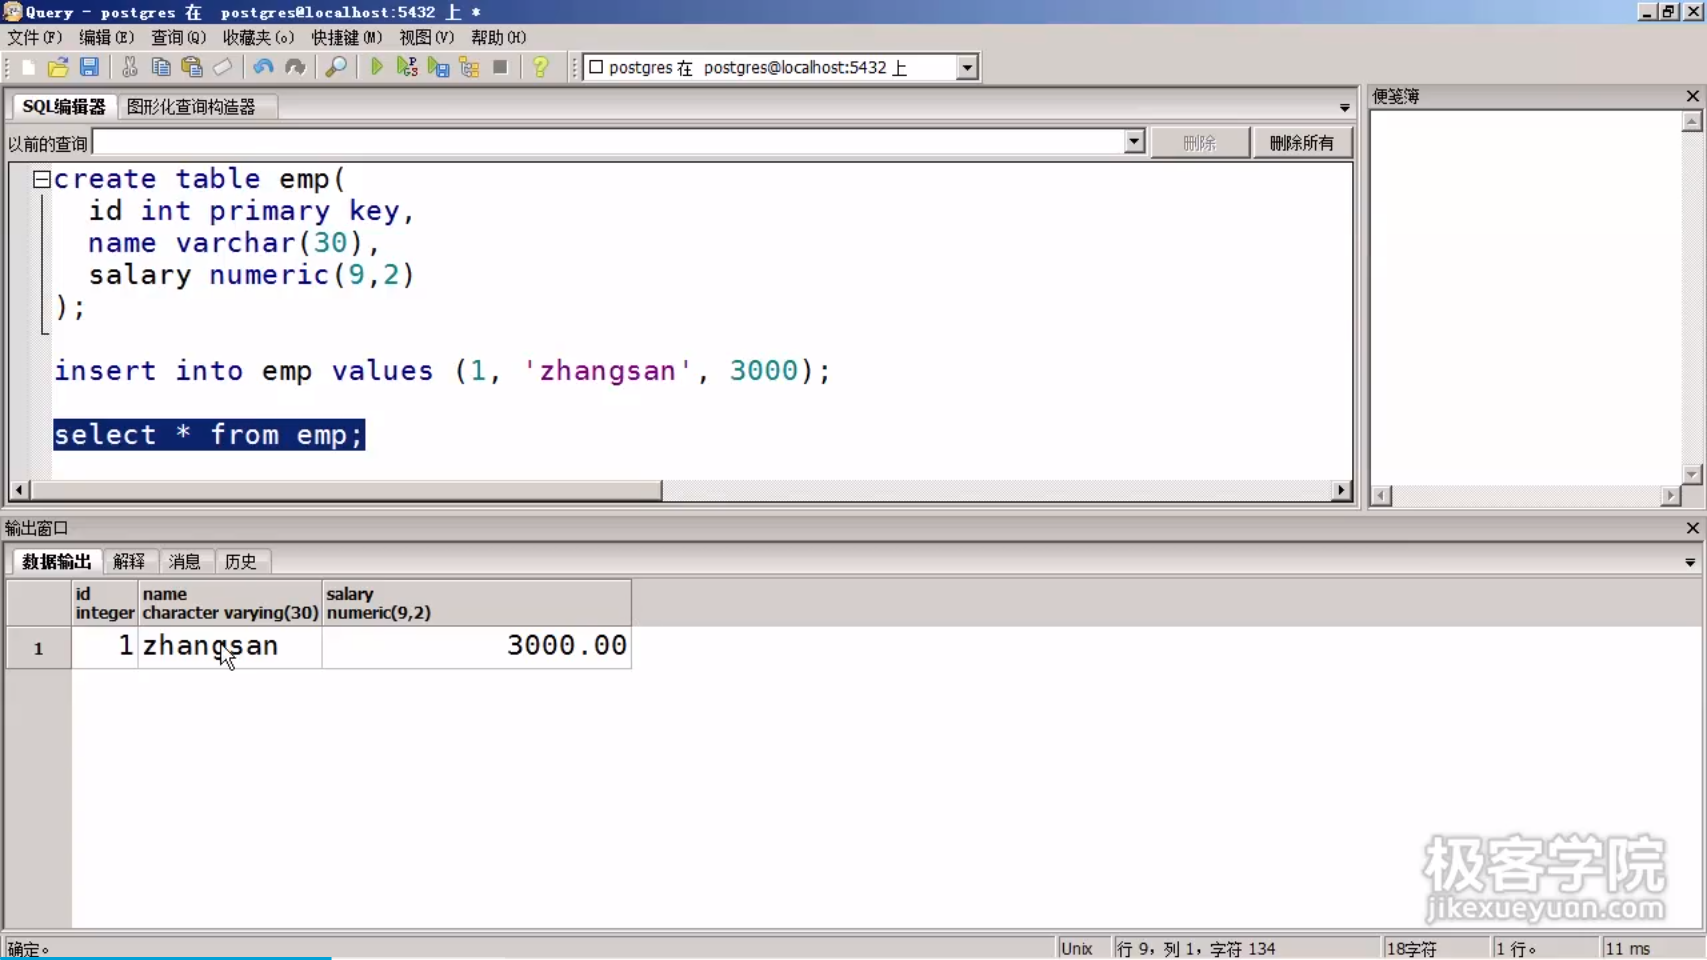 Query - postgres 在 postgres@localhost:5432 上 *
文件(F) 编辑(E) 查询(Q) 收藏夹(o) 快捷键(M) 视图(V) 帮助(H)
postgres 在 postgres@localhost:5432 上
SQL编辑器 图形化查询构造器
便笺簿
以前的查询 删除 删除所有
create table emp(
id int primary key,
name varchar(30),
salary numeric(9,2)
);
insert into emp values (1, 'zhangsan', 3000);
select * from emp;
输出窗口
数据输出 解释 消息 历史
id name salary
integer character varying(30) numeric(9,2)
1 1 zhangsan 3000.00
极客学院
jikexueyuan.com
确定。 Unix 行 9, 列 1, 字符 134 18字符 1 行。 11 ms